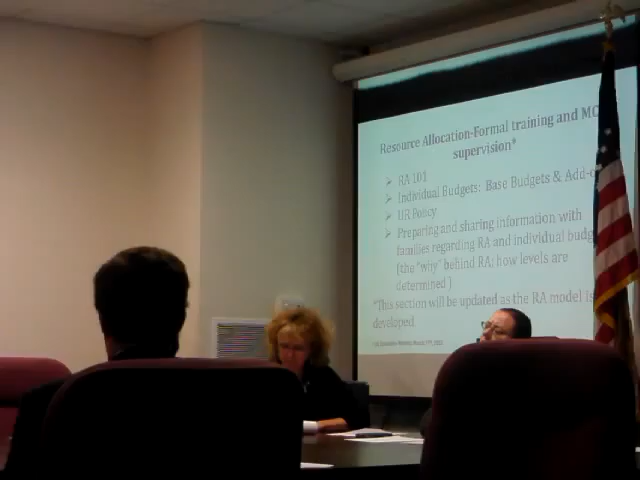 Resource Allocation-Formal training and MC
supervision*
RA 101
Individual Budgets: Base Budgets & Add-o
UR Policy
Preparing and sharing information with
families regarding RA and individual budg
(the "why" behind RA; how levels are
determined)
*This section will be updated as the RA model is
developed